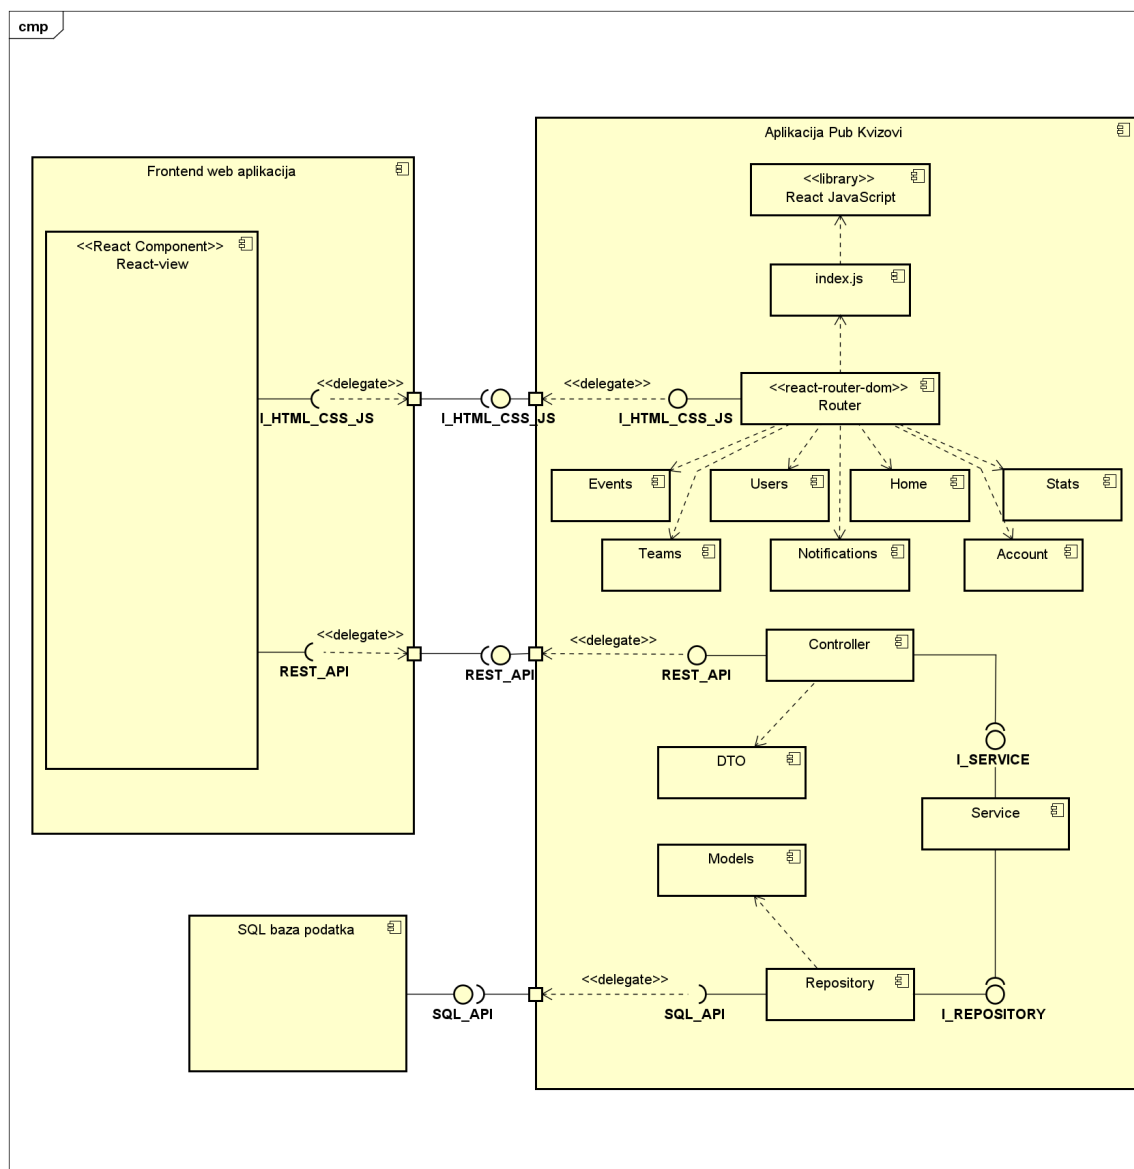 cmp
Aplikacija Pub Kvizovi
Frontend web aplikacija
<<library>>
React JavaScript
<<React Component>>
React-view
index.js
<<delegate>>
<<delegate>>
<<react-router-dom>>
Router
I_HTML_CSS_JS
I_HTML_CSS_JS
I_HTML_CSS_JS
Events
Users
Home
Stats
Teams
Notifications
Account
<<delegate>>
<<delegate>>
Controller
REST_API
REST_API
REST_API
DTO
I_SERVICE
Service
Models
SQL baza podatka
<<delegate>>
Repository
SQL_API
SQL_API
I_REPOSITORY